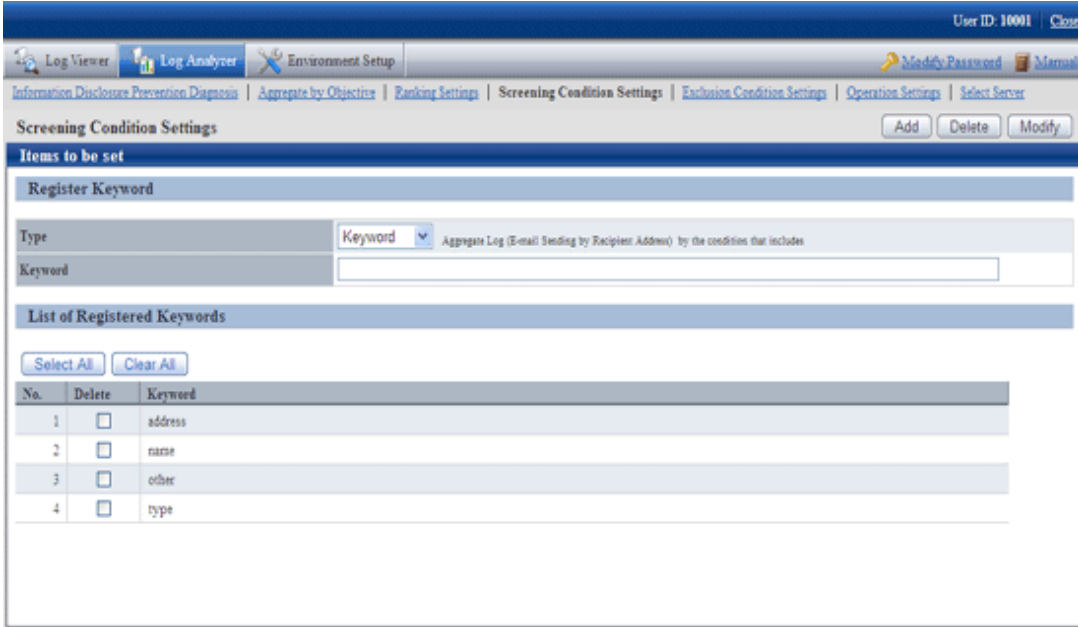 User ID: 10001 | Close
Log Viewer Log Analyzer Environment Setup Modify Password Manual
Information Disclosure Prevention Diagnosis | Aggregate by Objective | Ranking Settings | Screening Condition Settings | Exclusion Condition Settings | Operation Settings | Select Server
Screening Condition Settings Add Delete Modify
Items to be set
Register Keyword
Type Keyword Aggregate Log (E-mail Sending by Recipient Address) by the condition that includes
Keyword
List of Registered Keywords
Select All Clear All
No. Delete Keyword
1 address
2 name
3 other
4 type